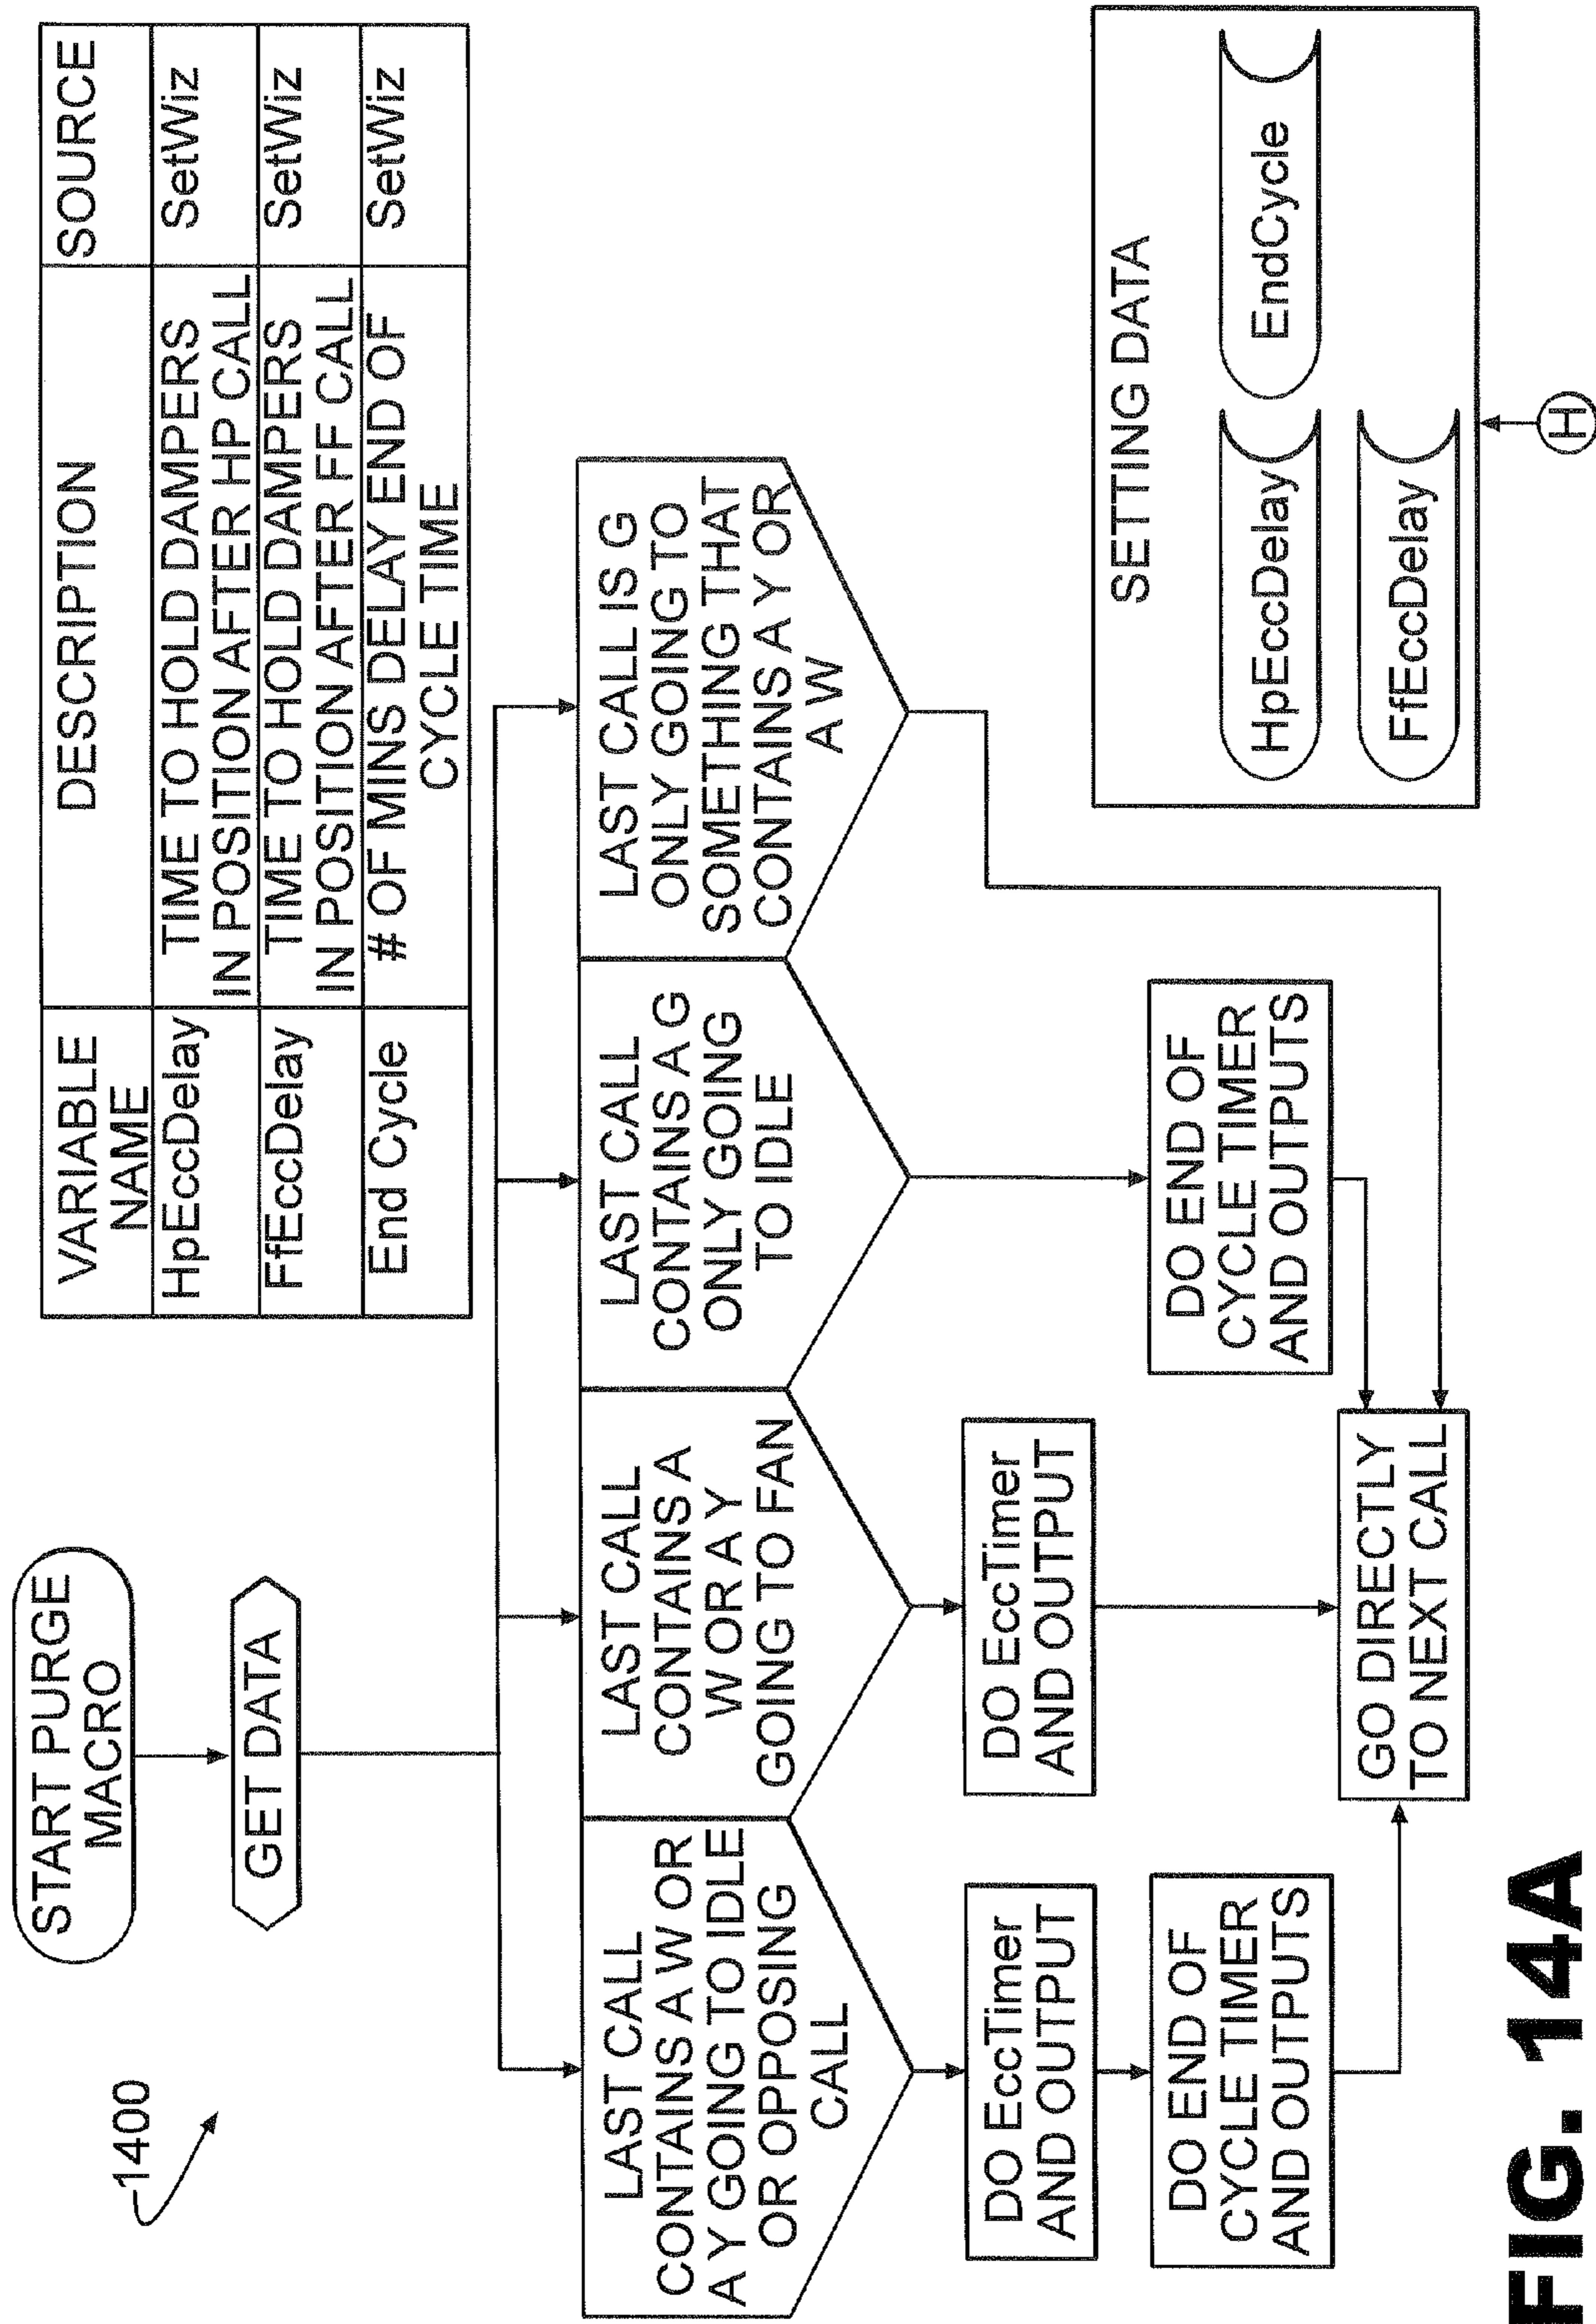 1400
START PURGE
MACRO
GET DATA
VARIABLE
NAME
DESCRIPTION
SOURCE
HpEccDelay
TIME TO HOLD DAMPERS
IN POSITION AFTER HP CALL
SetWiz
FfEccDelay
TIME TO HOLD DAMPERS
IN POSITION AFTER FF CALL
SetWiz
End Cycle
# OF MINS DELAY END OF
CYCLE TIME
SetWiz
LAST CALL
CONTAINS A W OR
A Y GOING TO IDLE
OR OPPOSING
CALL
LAST CALL
CONTAINS A
W OR A Y
GOING TO FAN
LAST CALL
CONTAINS A G
ONLY GOING
TO IDLE
LAST CALL IS G
ONLY GOING TO
SOMETHING THAT
CONTAINS A Y OR
A W
DO EccTimer
AND OUTPUT
DO EccTimer
AND OUTPUT
DO END OF
CYCLE TIMER
AND OUTPUTS
DO END OF
CYCLE TIMER
AND OUTPUTS
GO DIRECTLY
TO NEXT CALL
SETTING DATA
HpEccDelay
EndCycle
FfEccDelay
H
FIG. 14A